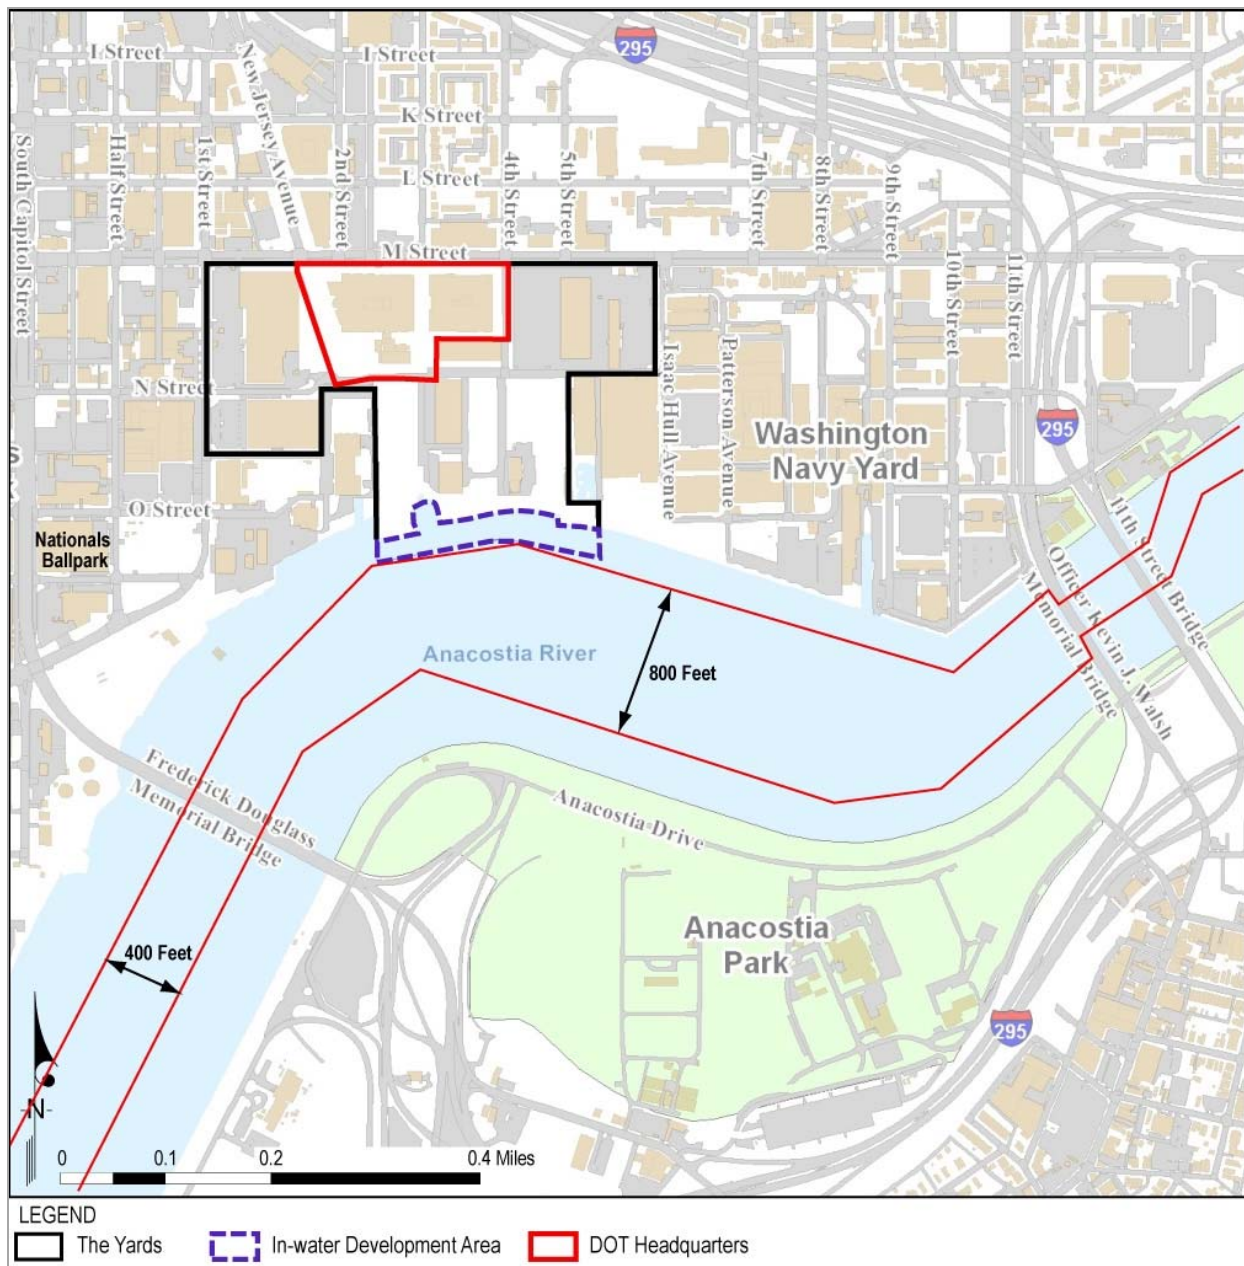 I Street
New Jersey Avenue
I Street
295
K Street
South Capitol Street
Half Street
1st Street
2nd Street
L Street
4th Street
5th Street
7th Street
8th Street
9th Street
M Street
10th Street
11th Street
N Street
Isaac Hull Avenue
Patterson Avenue
Washington
Navy Yard
295
O Street
Nationals
Ballpark
11th Street Bridge
Officer Kevin J. Walsh
Memorial Bridge
Anacostia River
800 Feet
Frederick Douglass
Memorial Bridge
Anacostia Drive
Anacostia
Park
400 Feet
295
-N-
0 0.1 0.2 0.4 Miles
LEGEND
The Yards In-water Development Area DOT Headquarters